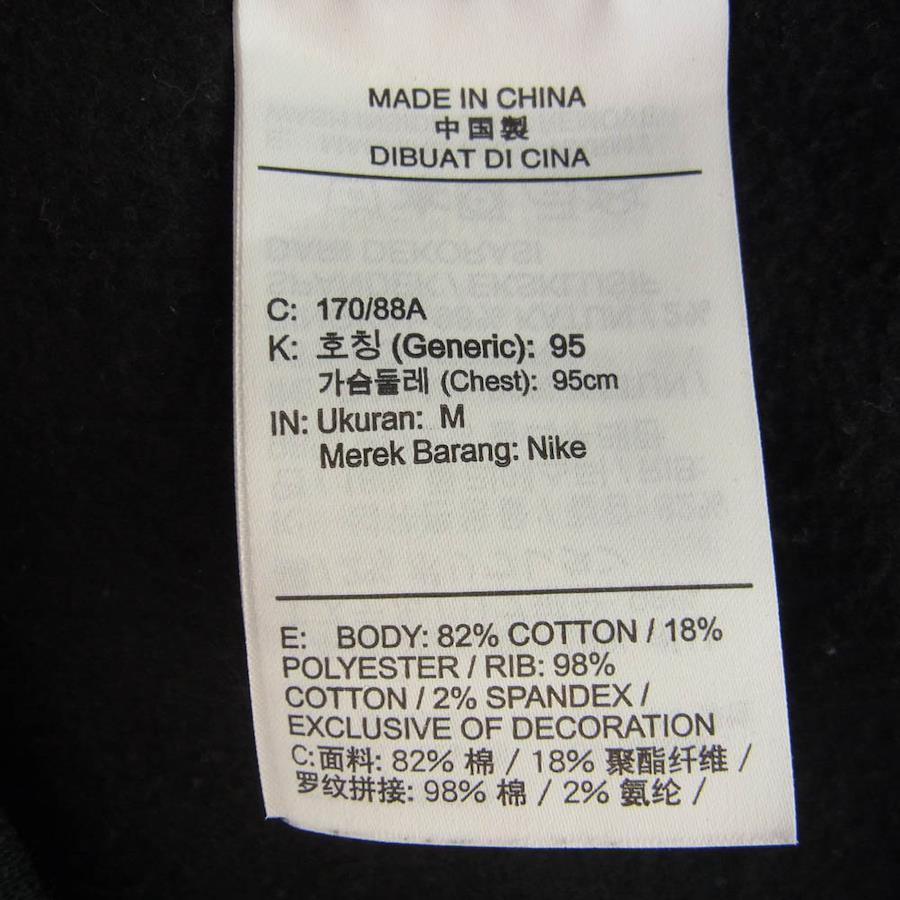 MADE IN CHINA
中国製
DIBUAT DI CINA
C: 170/88A
K: 호칭 (Generic): 95
가슴둘레 (Chest): 95cm
IN: Ukuran: M
Merek Barang: Nike
E: BODY: 82% COTTON / 18%
POLYESTER / RIB: 98%
COTTON / 2% SPANDEX /
EXCLUSIVE OF DECORATION
C:面料: 82% 棉 / 18% 聚酯纤维 /
罗纹拼接: 98% 棉 / 2% 氨纶 /